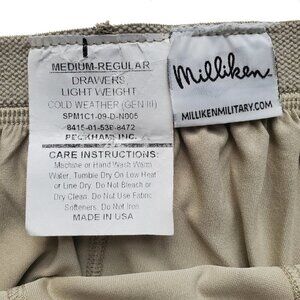 MEDIUM-REGULAR
DRAWERS
LIGHT WEIGHT
COLD WEATHER (GEN III)
SPM1C1-09-D-N005
8415-01-53E-8472
PECKHAM INC.
CARE INSTRUCTIONS:
Machine or Hand Wash Warm
Water, Tumble Dry On Low Heat
or Line Dry. Do Not Bleach or
Dry Clean. Do Not Use Fabric
Softeners. Do Not Iron
MADE IN USA
Milliken
MILLIKENMILITARY.COM